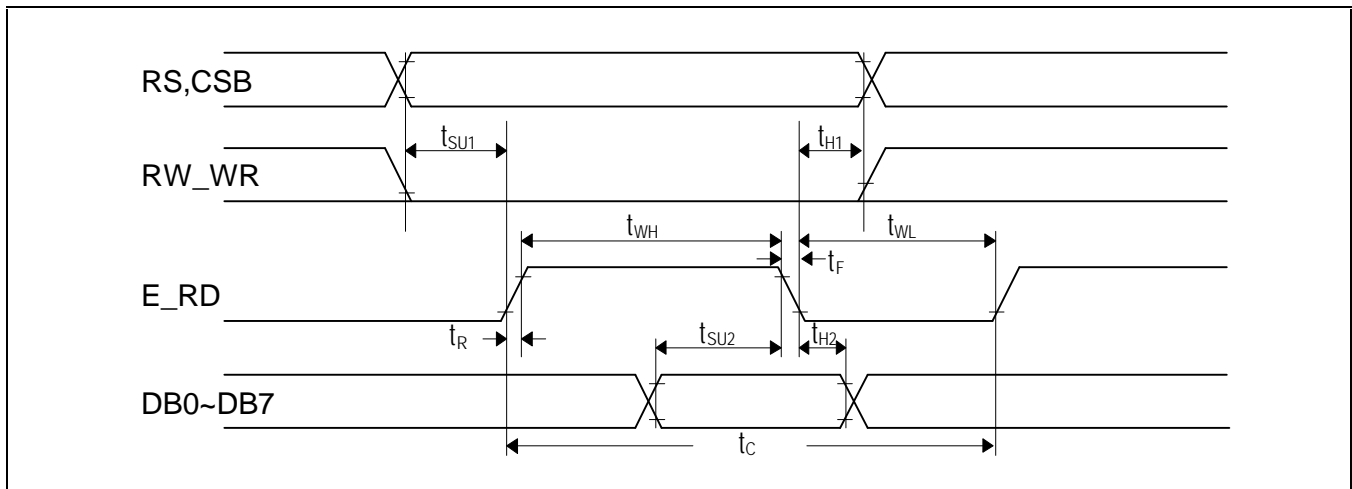 RS,CSB
tSU1
tH1
RW_WR
tWH
tWL
tF
E_RD
tR
tSU2
tH2
DB0~DB7
tC